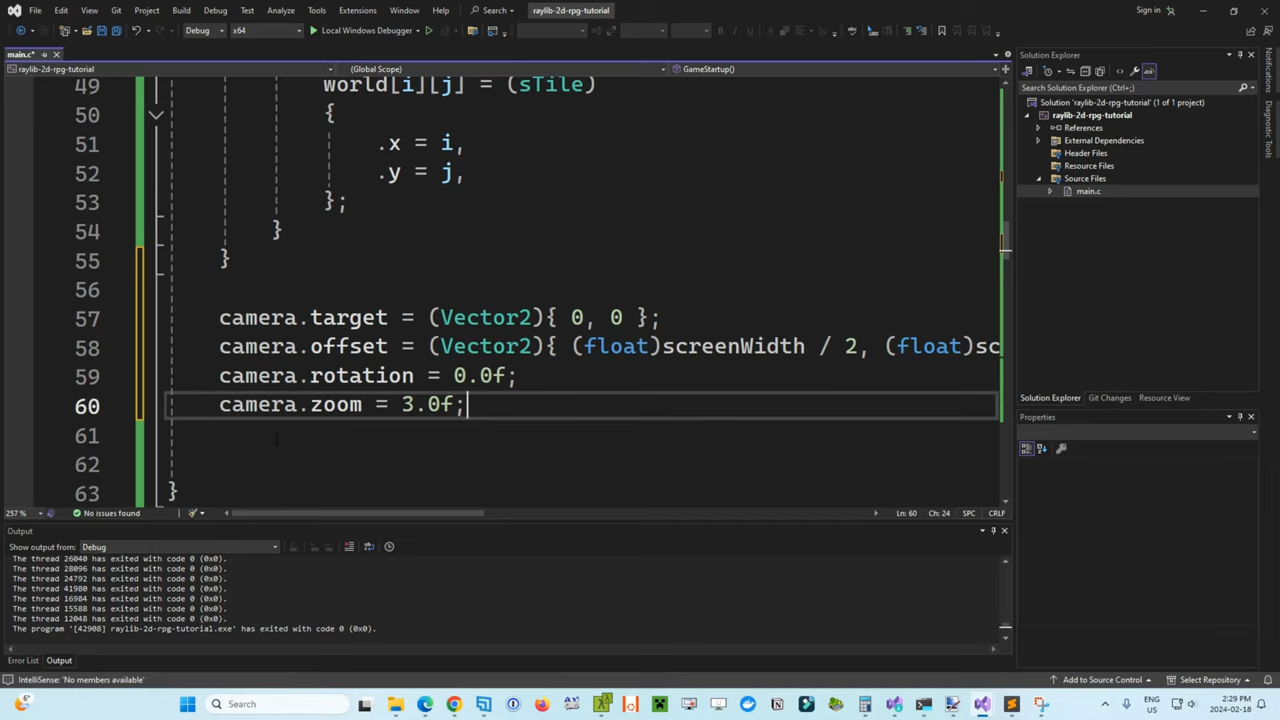 File Edit View Git Project Build Debug Test Analyze Tools Extensions Window Help Search raylib-2d-rpg-tutorial Sign in
Debug x64 Local Windows Debugger
main.c*
raylib-2d-rpg-tutorial (Global Scope) GameStartup()
49 world[i][j] = (sTile)
50 {
51 .x = i,
52 .y = j,
53 };
54 }
55 }
56
57 camera.target = (Vector2){ 0, 0 };
58 camera.offset = (Vector2){ (float)screenWidth / 2, (float)sc
59 camera.rotation = 0.0f;
60 camera.zoom = 3.0f;
61
62
63 }
257 % No issues found Ln: 60 Ch: 24 SPC CRLF
Output
Show output from: Debug
The thread 26040 has exited with code 0 (0x0).
The thread 28096 has exited with code 0 (0x0).
The thread 24792 has exited with code 0 (0x0).
The thread 41980 has exited with code 0 (0x0).
The thread 16984 has exited with code 0 (0x0).
The thread 15588 has exited with code 0 (0x0).
The thread 12048 has exited with code 0 (0x0).
The program '[42908] raylib-2d-rpg-tutorial.exe' has exited with code 0 (0x0).
Error List Output
IntelliSense: 'No members available' Add to Source Control Select Repository
Solution Explorer
Search Solution Explorer (Ctrl+;)
Solution 'raylib-2d-rpg-tutorial' (1 of 1 project)
raylib-2d-rpg-tutorial
References
External Dependencies
Header Files
Resource Files
Source Files
main.c
Solution Explorer Git Changes Class View
Properties
Notifications
Diagnostic Tools
6°
Search
ENG
US
2:29 PM
2024-02-18